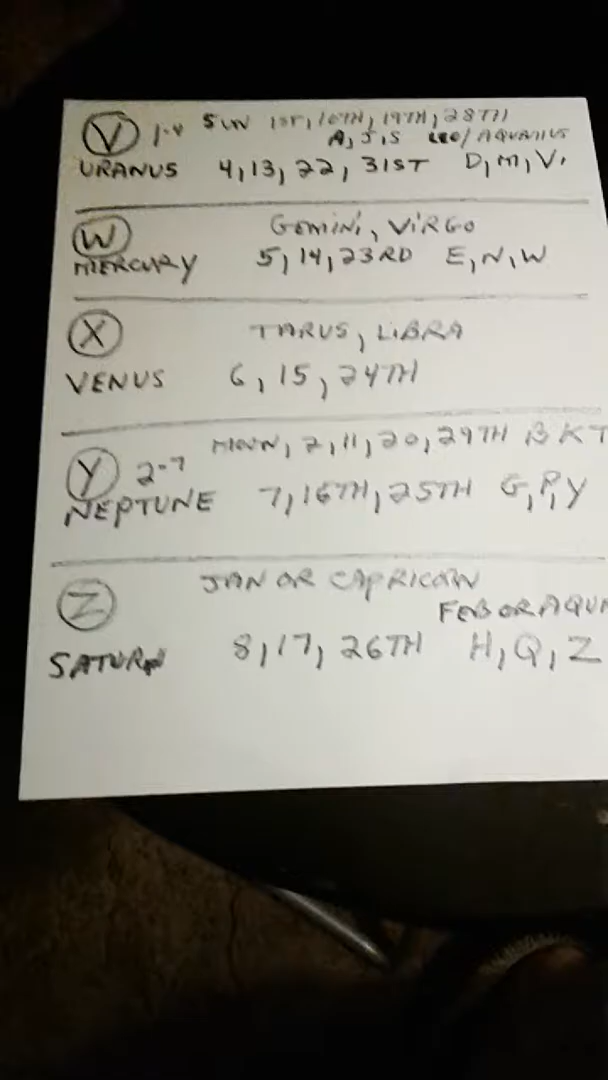 V 1-4 SUN 1ST, 10TH, 19TH, 28TH
A, J, S LEO/AQUARIUS
URANUS 4, 13, 22, 31ST D, M, V.
W GEMINI, VIRGO
MERCURY 5, 14, 23RD E, N, W
X TARUS, LIBRA
VENUS 6, 15, 24TH
Y 2-7 MOON, 2, 11, 20, 29TH B K T
NEPTUNE 7, 16TH, 25TH G, P, Y
Z JAN OR CAPRICORN
FEB OR AQUA
SATURN 8, 17, 26TH H, Q, Z